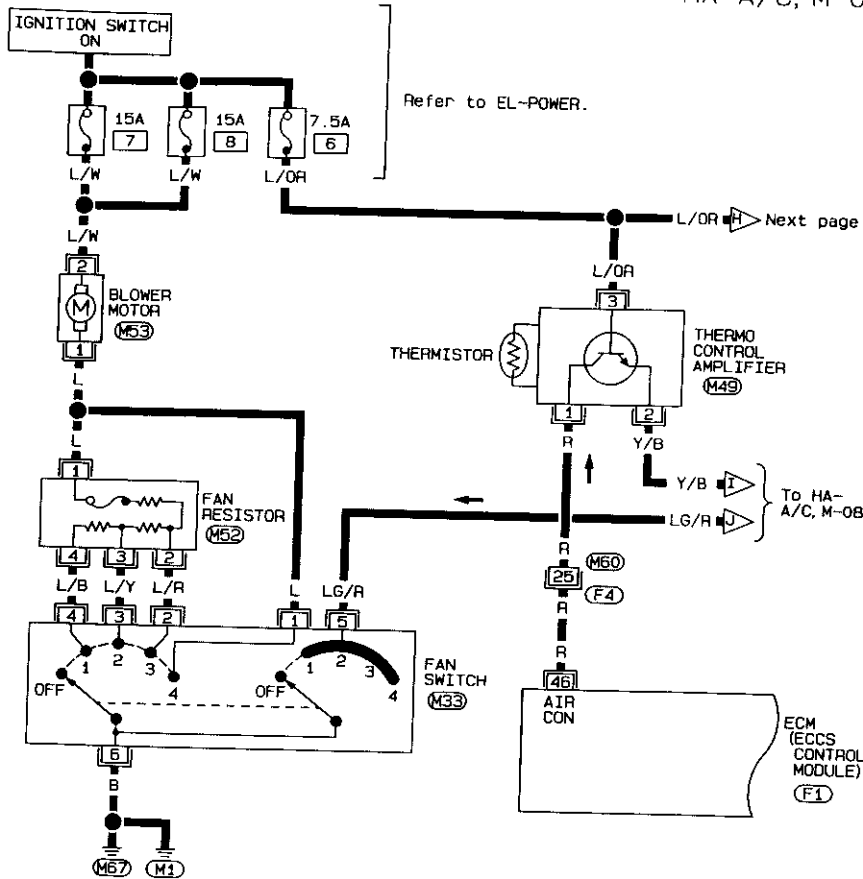 HA-A/C, M-0
IGNITION SWITCH
ON
Refer to EL-POWER.
15A
7
15A
8
7.5A
6
L/W
L/W
L/OR
L/W
L/OR
H
Next page
L/OR
2
3
BLOWER
MOTOR
M53
M
THERMISTOR
THERMO
CONTROL
AMPLIFIER
M49
1
1
2
L
R
Y/B
L
Y/B
I
To HA-
A/C, M-08
LG/R
J
1
FAN
RESISTOR
M52
4
3
2
R
M60
25
F4
L/B
L/Y
L/R
L
LG/R
R
4
3
2
1
5
R
1
2
3
4
OFF
1
2
3
4
OFF
FAN
SWITCH
M33
46
AIR
CON
ECM
(ECCS
CONTROL
MODULE)
F1
6
B
M67
M1